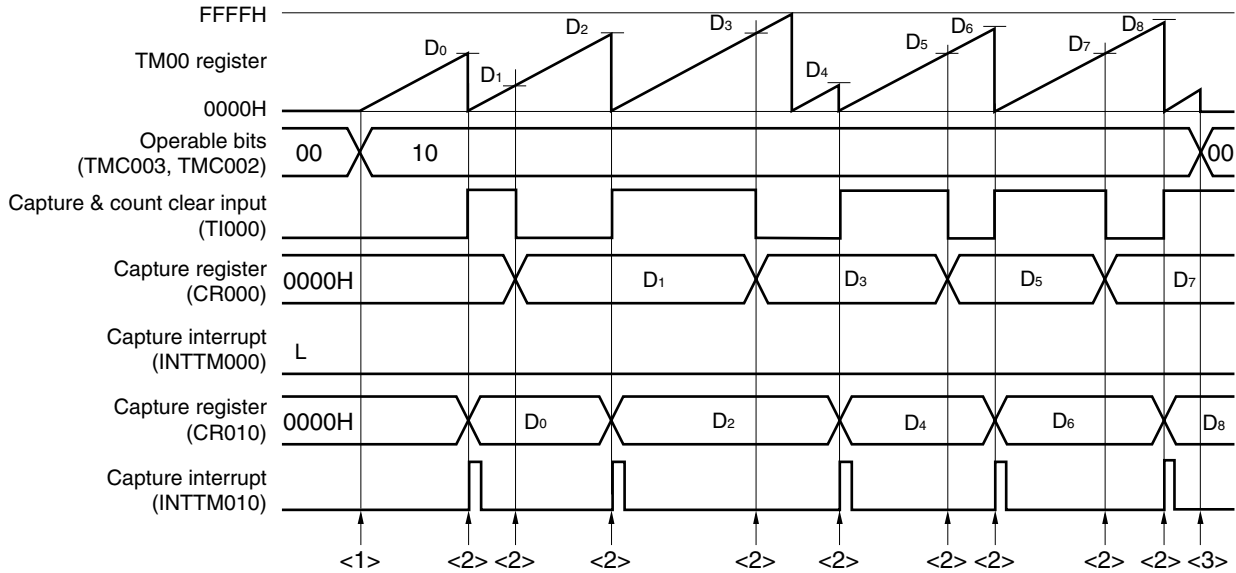 FFFFH
TM00 register
0000H
D0
D1
D2
D3
D4
D5
D6
D7
D8
Operable bits
(TMC003, TMC002)
00
10
00
Capture & count clear input
(TI000)
Capture register
(CR000)
0000H
D1
D3
D5
D7
Capture interrupt
(INTTM000)
L
Capture register
(CR010)
0000H
D0
D2
D4
D6
D8
Capture interrupt
(INTTM010)
<1>
<2>
<2>
<2>
<2>
<2>
<2>
<2>
<2>
<2>
<3>